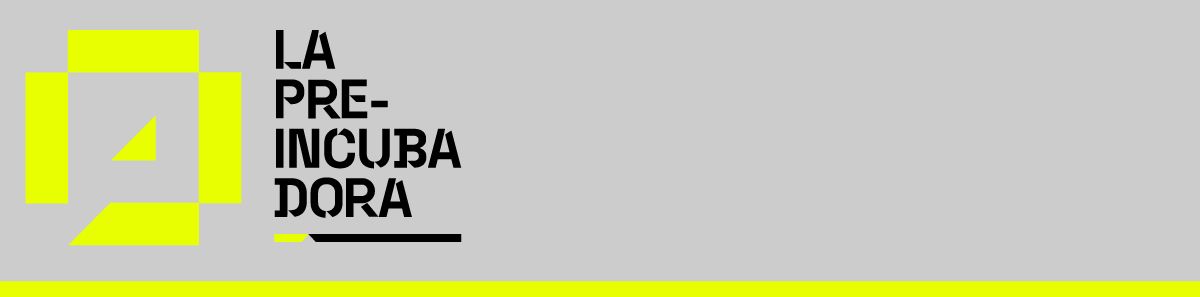 LA
PRE-
INCUBA
DORA